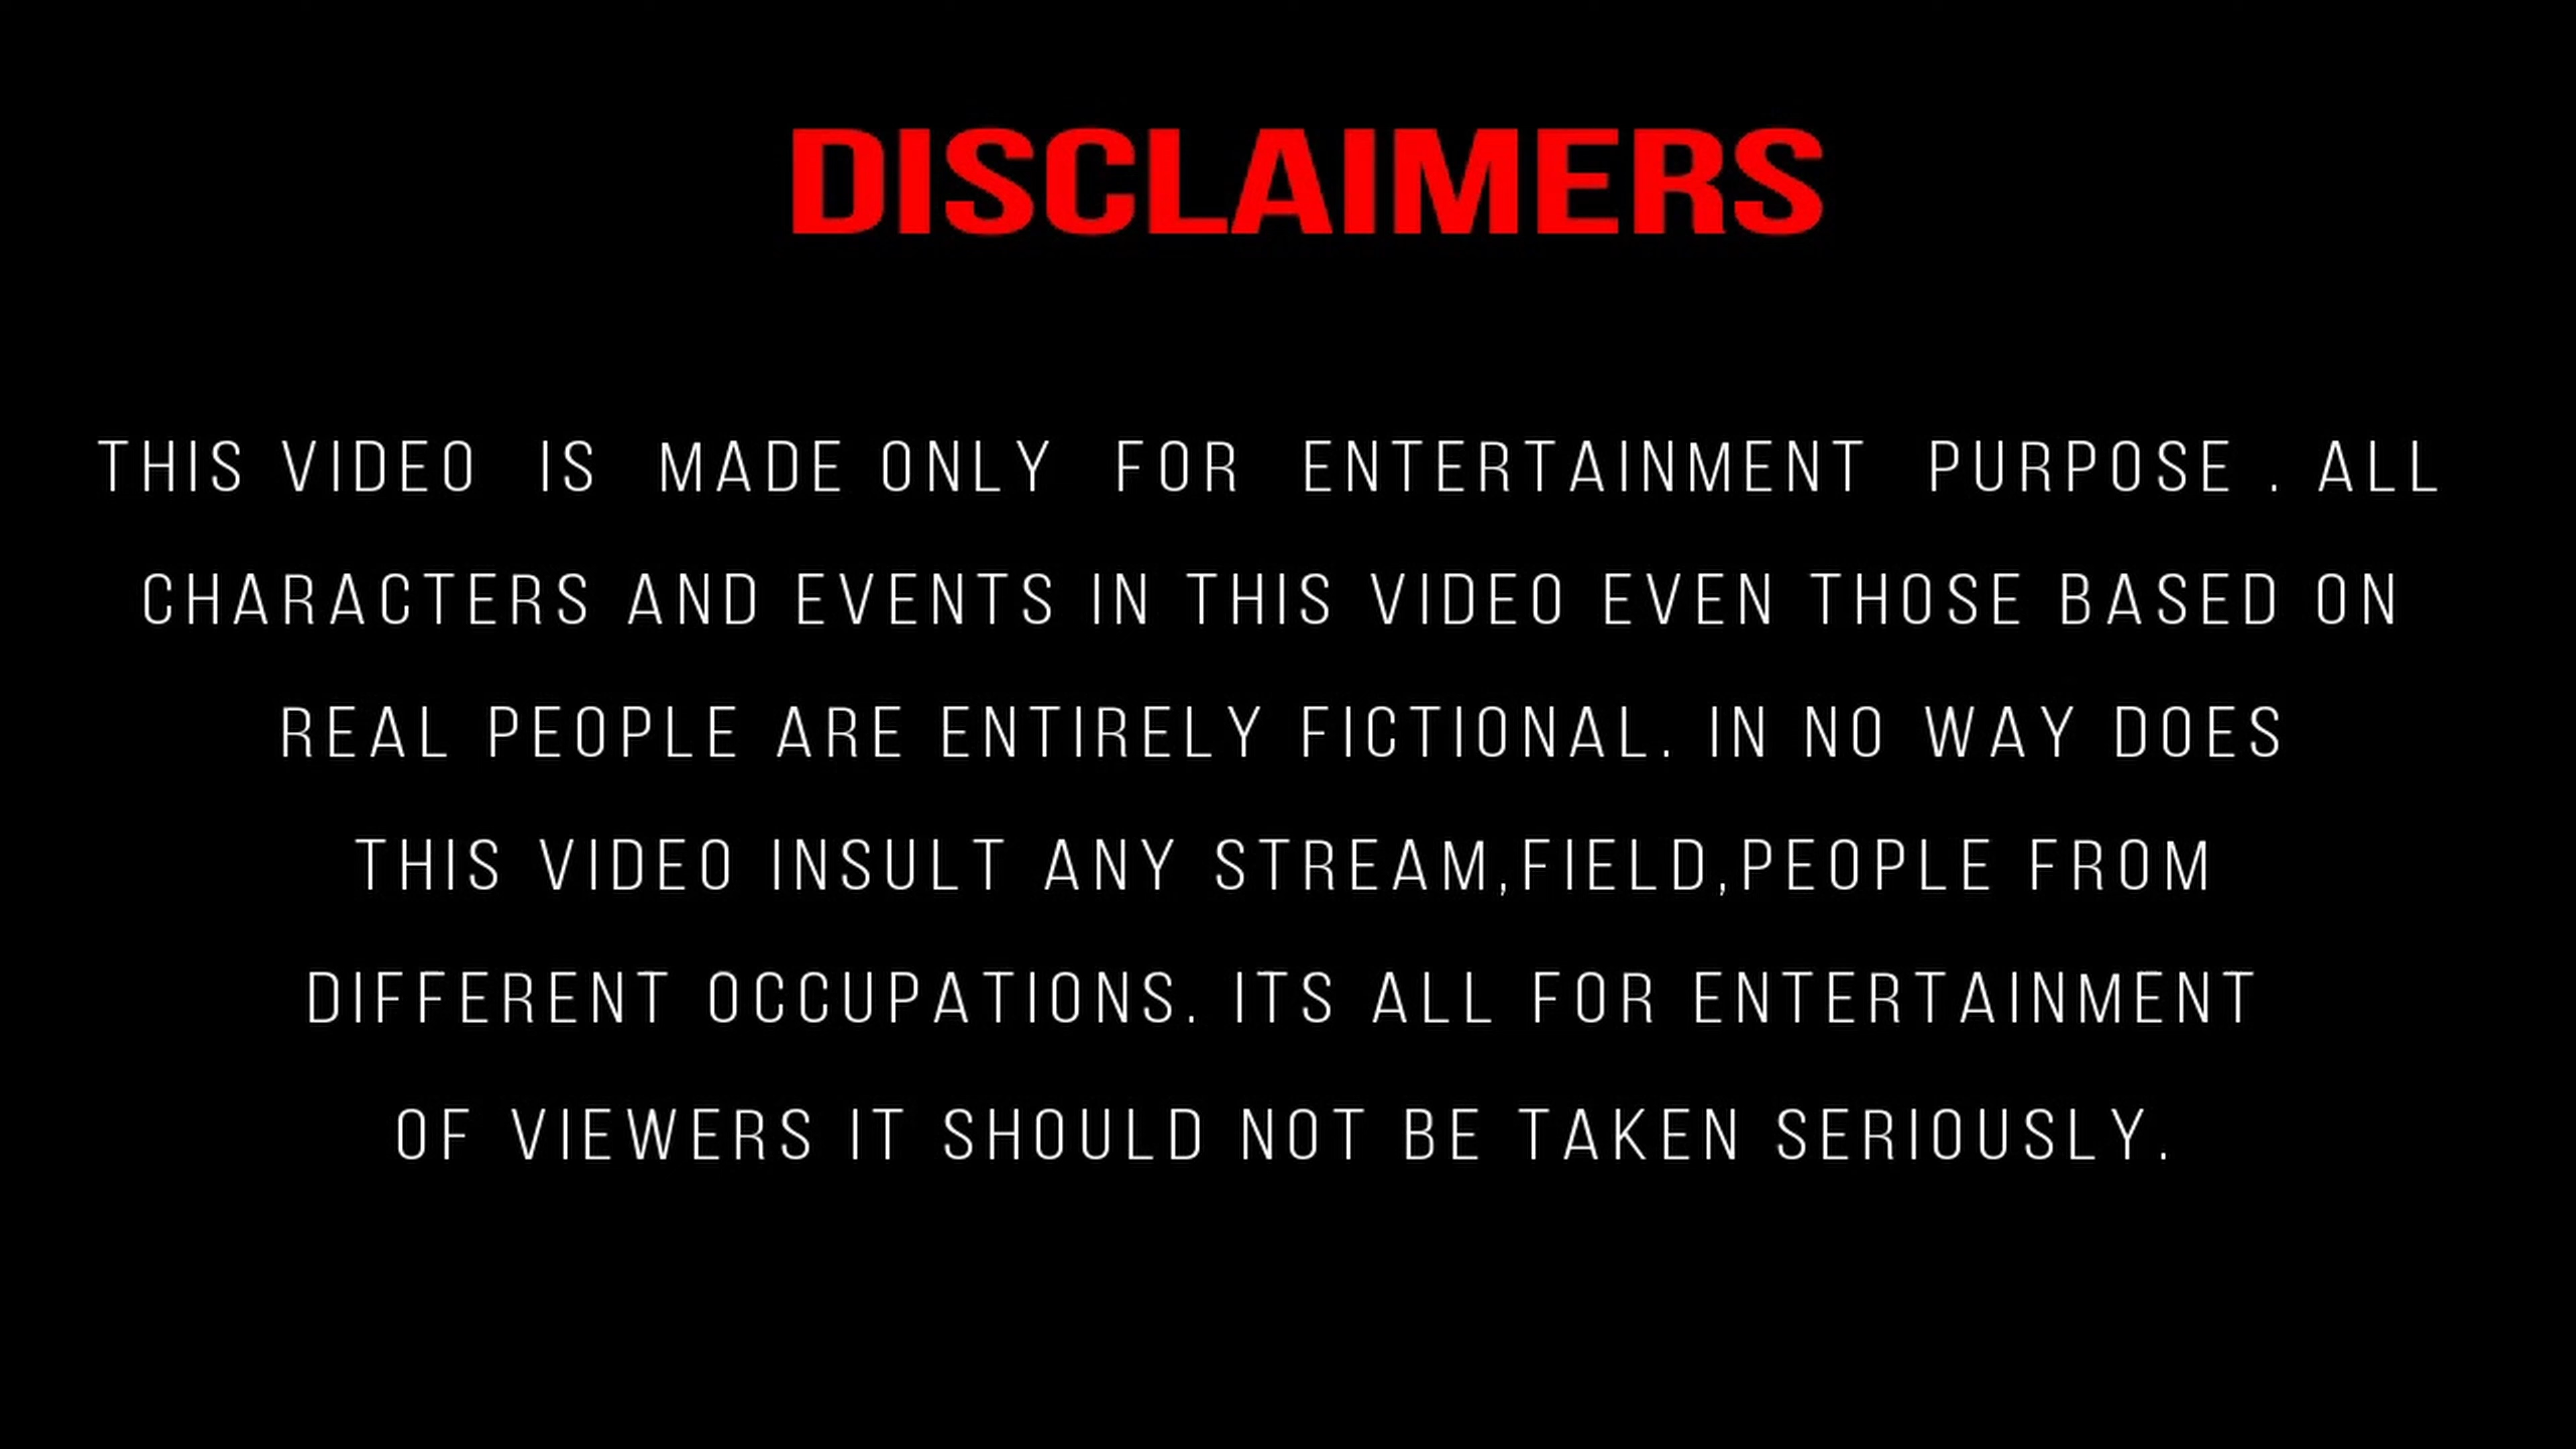 DISCLAIMERS
THIS VIDEO IS MADE ONLY FOR ENTERTAINMENT PURPOSE . ALL
CHARACTERS AND EVENTS IN THIS VIDEO EVEN THOSE BASED ON
REAL PEOPLE ARE ENTIRELY FICTIONAL. IN NO WAY DOES
THIS VIDEO INSULT ANY STREAM,FIELD,PEOPLE FROM
DIFFERENT OCCUPATIONS. ITS ALL FOR ENTERTAINMENT
OF VIEWERS IT SHOULD NOT BE TAKEN SERIOUSLY.